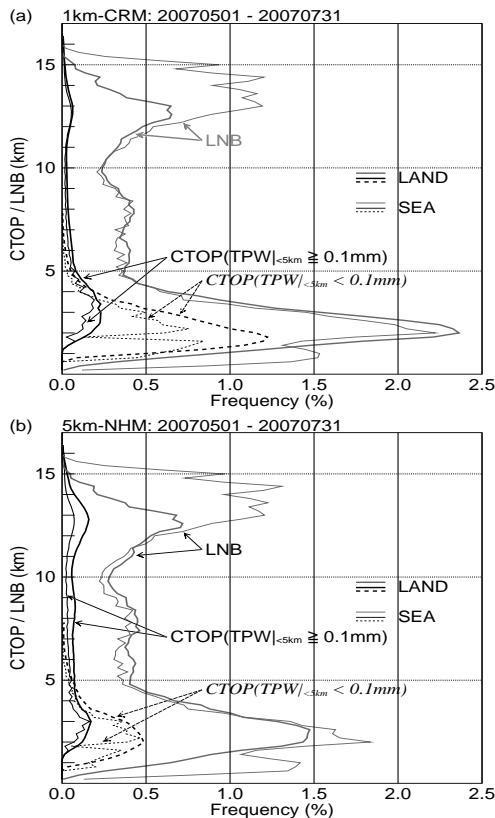 (a) 1km-CRM: 20070501 - 20070731
CTOP / LNB (km)
15
10
5
LNB
LAND
SEA
CTOP(TPW|<5km ≧ 0.1mm)
CTOP(TPW|<5km < 0.1mm)
0.0 0.5 1.0 1.5 2.0 2.5
Frequency (%)
(b) 5km-NHM: 20070501 - 20070731
CTOP / LNB (km)
15
10
5
LNB
LAND
SEA
CTOP(TPW|<5km ≧ 0.1mm)
CTOP(TPW|<5km < 0.1mm)
0.0 0.5 1.0 1.5 2.0 2.5
Frequency (%)